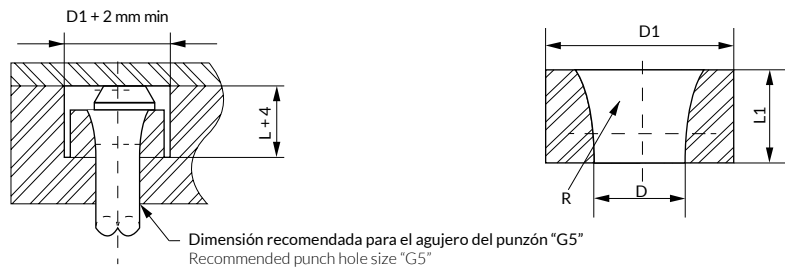 D1 + 2 mm min
L + 4
D1
L1
R
D
Dimensión recomendada para el agujero del punzón “G5”
Recommended punch hole size “G5”